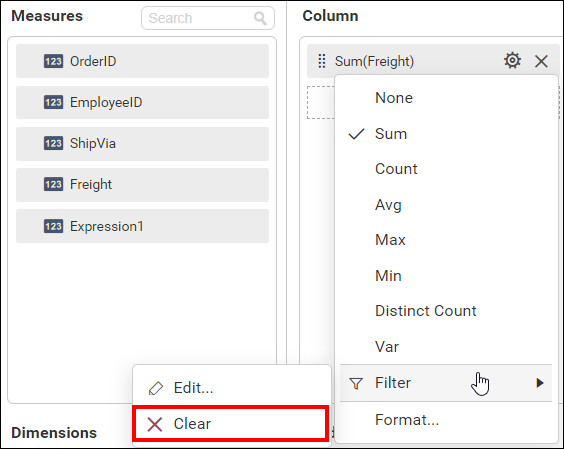 Measures
Search
123 OrderID
123 EmployeeID
123 ShipVia
123 Freight
123 Expression1
Dimensions
Column
Sum(Freight)
None
Sum
Count
Avg
Max
Min
Distinct Count
Var
Filter
Format...
Edit...
Clear